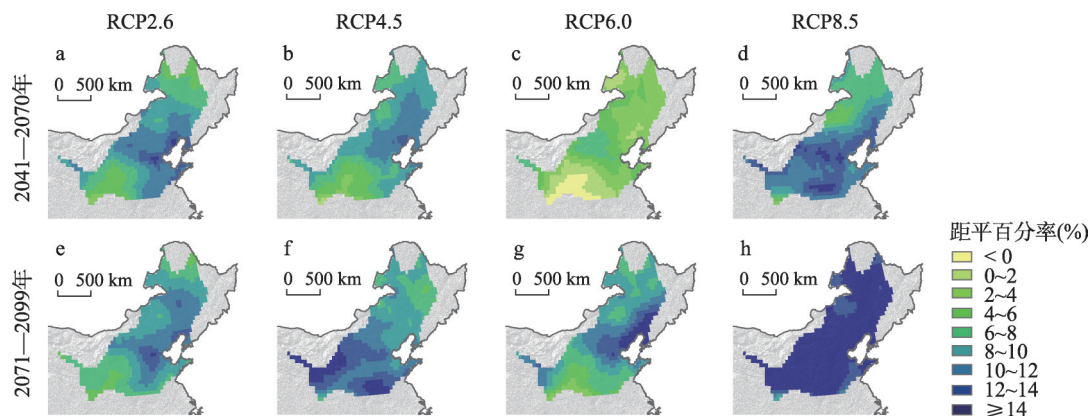 RCP2.6 RCP4.5 RCP6.0 RCP8.5
2041—2070年
a b c d
0 500 km 0 500 km 0 500 km 0 500 km
2071—2099年
e f g h
0 500 km 0 500 km 0 500 km 0 500 km
距平百分率(%)
< 0
0~2
2~4
4~6
6~8
8~10
10~12
12~14
≥14